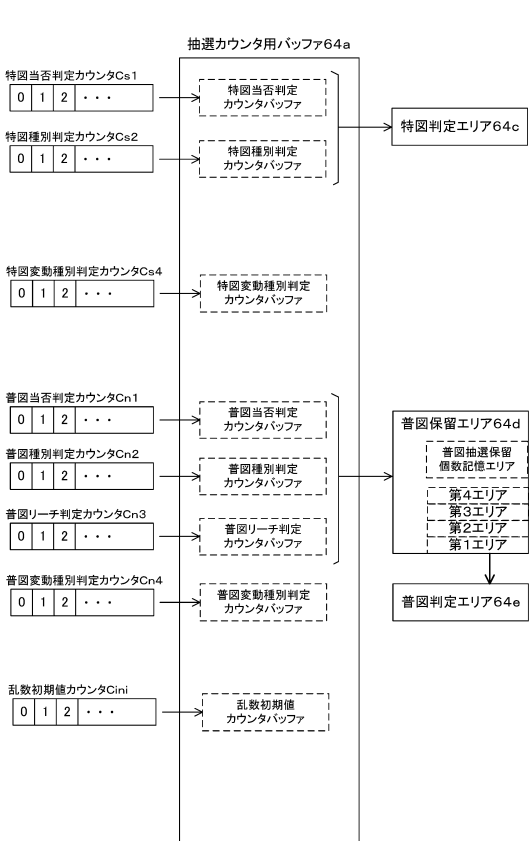 抽選カウンタ用バッファ64a
特図当否判定カウンタCs1
0 1 2 ・・・
特図当否判定
カウンタバッファ
特図種別判定カウンタCs2
0 1 2 ・・・
特図種別判定
カウンタバッファ
特図判定エリア64c
特図変動種別判定カウンタCs4
0 1 2 ・・・
特図変動種別判定
カウンタバッファ
普図当否判定カウンタCn1
0 1 2 ・・・
普図当否判定
カウンタバッファ
普図種別判定カウンタCn2
0 1 2 ・・・
普図種別判定
カウンタバッファ
普図リーチ判定カウンタCn3
0 1 2 ・・・
普図リーチ判定
カウンタバッファ
普図保留エリア64d
普図抽選保留
個数記憶エリア
第4エリア
第3エリア
第2エリア
第1エリア
普図変動種別判定カウンタCn4
0 1 2 ・・・
普図変動種別判定
カウンタバッファ
普図判定エリア64e
乱数初期値カウンタCini
0 1 2 ・・・
乱数初期値
カウンタバッファ